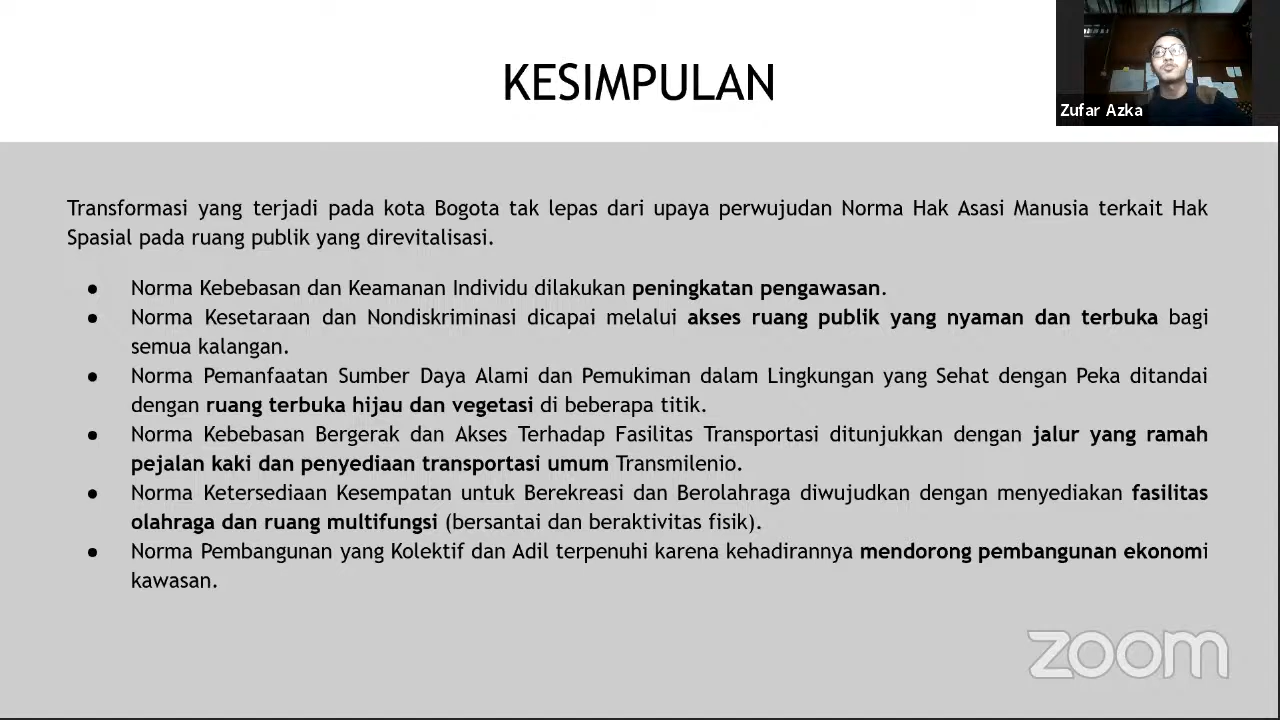 KESIMPULAN
Zufar Azka
Transformasi yang terjadi pada kota Bogota tak lepas dari upaya perwujudan Norma Hak Asasi Manusia terkait Hak
Spasial pada ruang publik yang direvitalisasi.
● Norma Kebebasan dan Keamanan Individu dilakukan peningkatan pengawasan.
● Norma Kesetaraan dan Nondiskriminasi dicapai melalui akses ruang publik yang nyaman dan terbuka bagi
semua kalangan.
● Norma Pemanfaatan Sumber Daya Alami dan Pemukiman dalam Lingkungan yang Sehat dengan Peka ditandai
dengan ruang terbuka hijau dan vegetasi di beberapa titik.
● Norma Kebebasan Bergerak dan Akses Terhadap Fasilitas Transportasi ditunjukkan dengan jalur yang ramah
pejalan kaki dan penyediaan transportasi umum Transmilenio.
● Norma Ketersediaan Kesempatan untuk Berekreasi dan Berolahraga diwujudkan dengan menyediakan fasilitas
olahraga dan ruang multifungsi (bersantai dan beraktivitas fisik).
● Norma Pembangunan yang Kolektif dan Adil terpenuhi karena kehadirannya mendorong pembangunan ekonomi
kawasan.
zoom